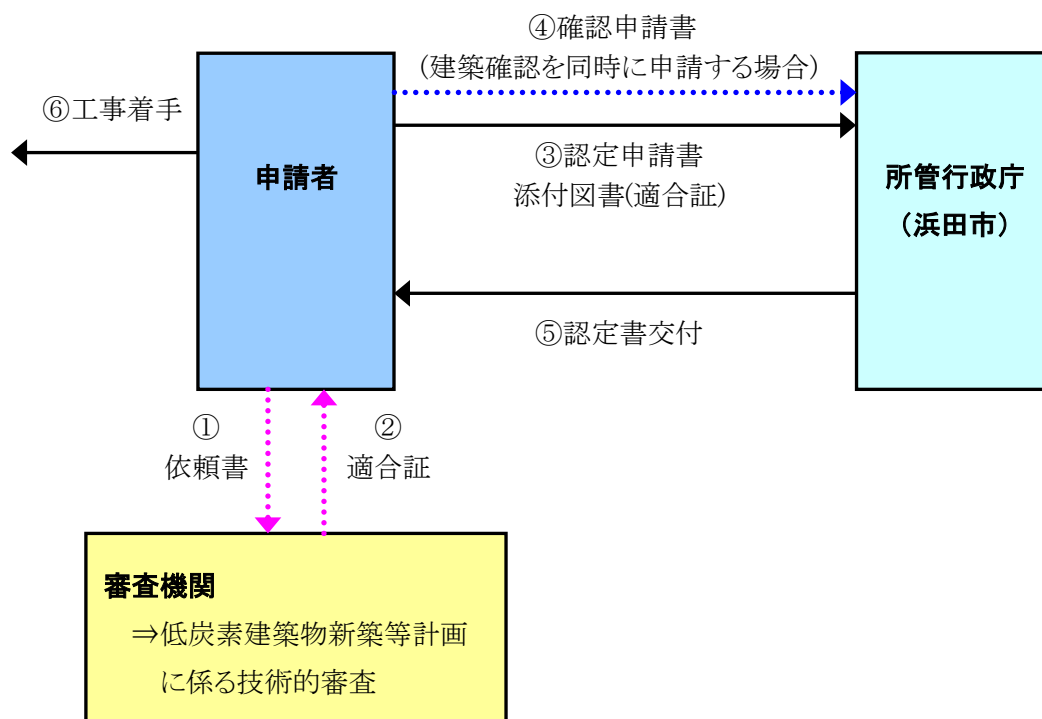 ④確認申請書
(建築確認を同時に申請する場合)
⑥工事着手
申請者
③認定申請書
添付図書(適合証)
所管行政庁
（浜田市）
⑤認定書交付
①
依頼書
②
適合証
審査機関
⇒低炭素建築物新築等計画
に係る技術的審査